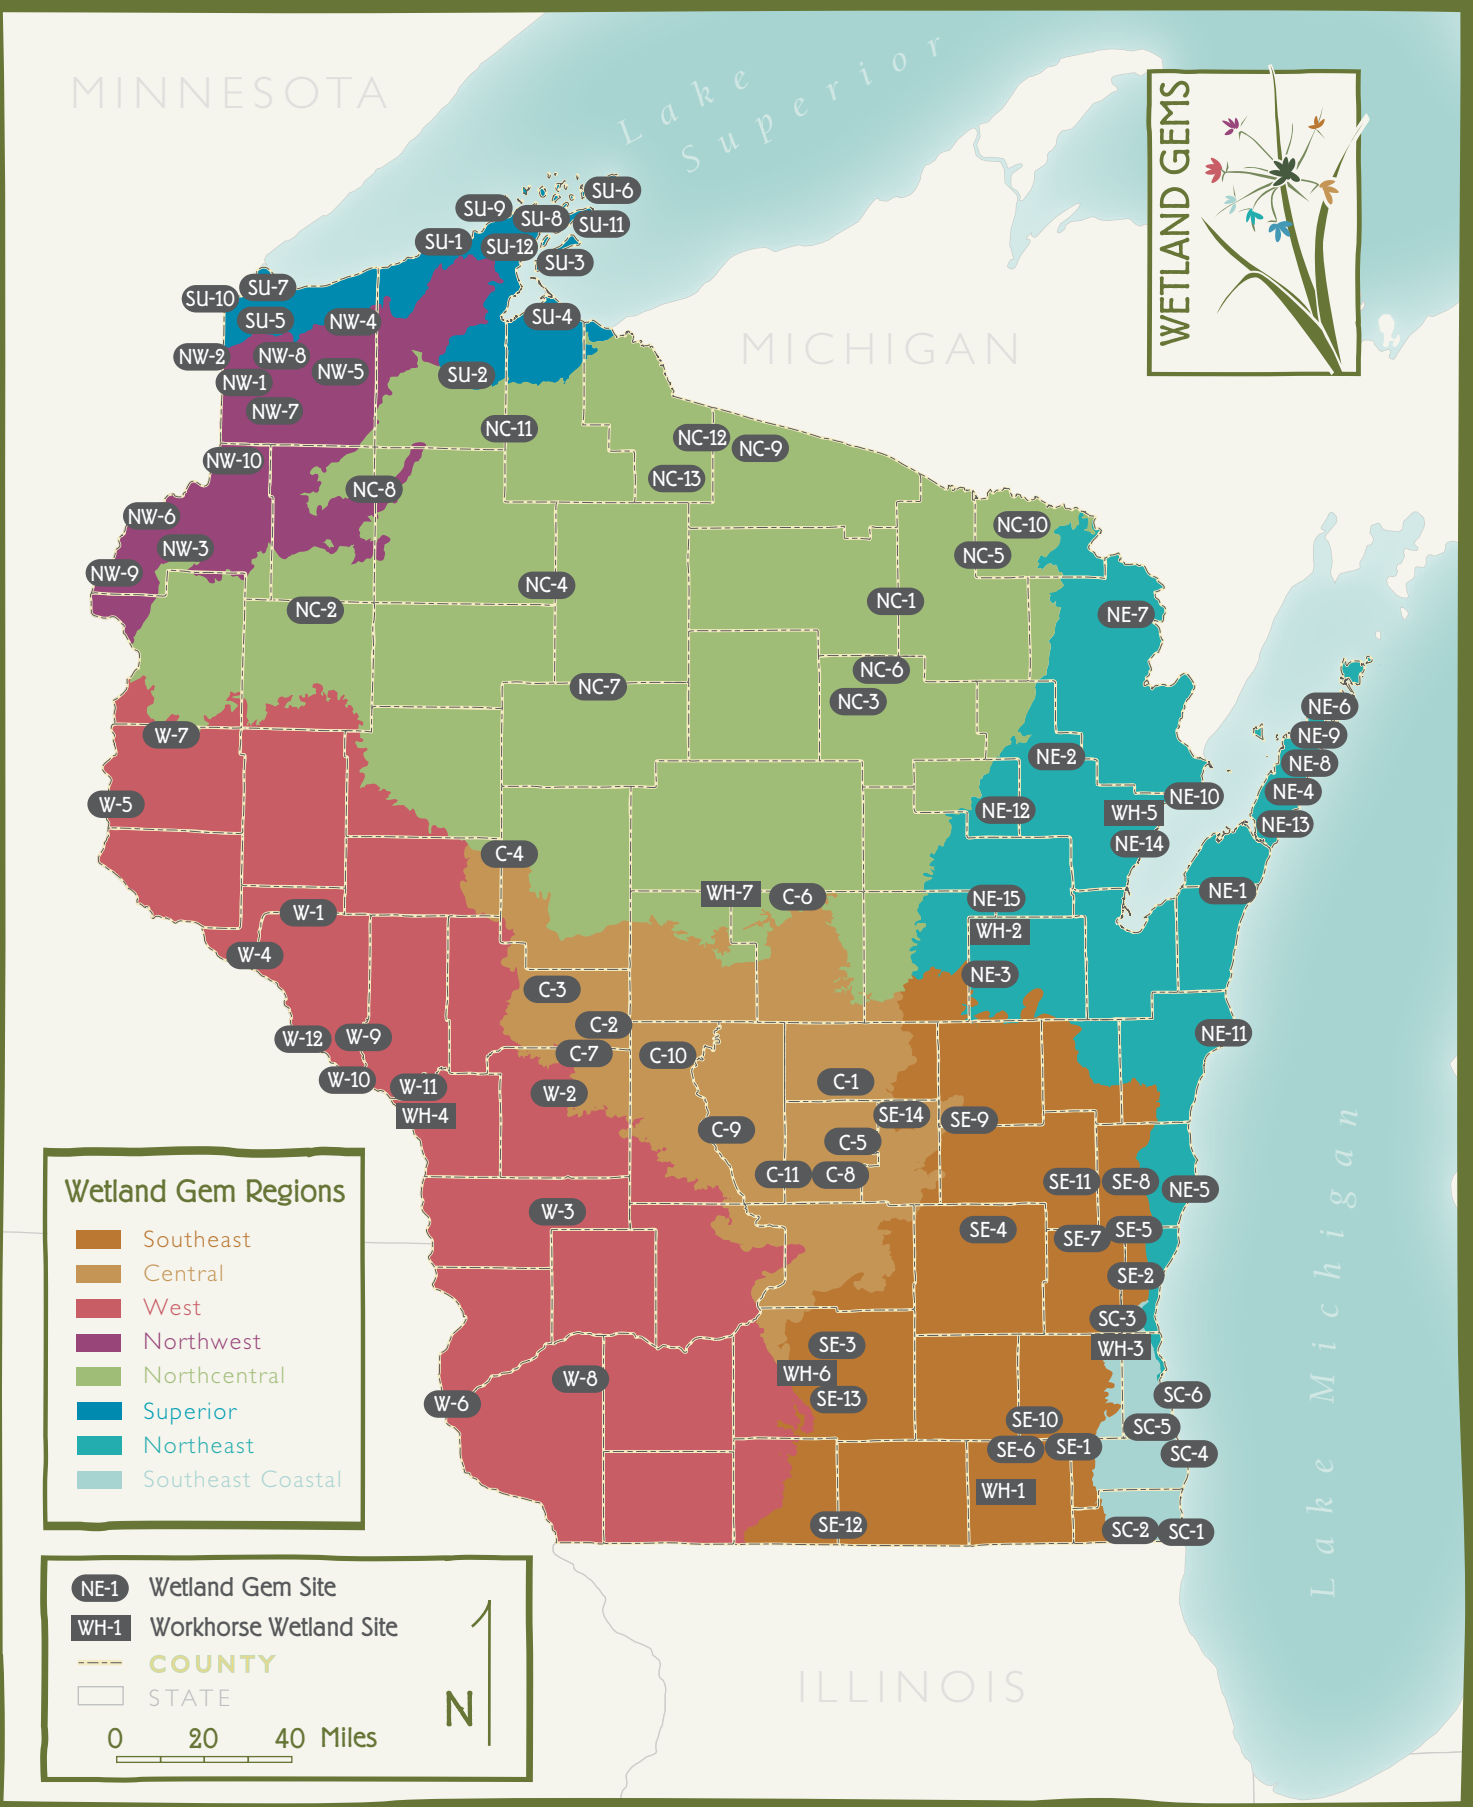 MINNESOTA
Lake
Superior
WETLAND GEMS
SU-6
SU-9
SU-8
SU-11
SU-1
SU-12
SU-3
SU-7
SU-10
SU-5
NW-4
SU-4
MICHIGAN
NW-2
NW-8
NW-5
NW-1
SU-2
NW-7
NC-11
NC-12
NC-9
NW-10
NC-13
NC-8
NW-6
NC-10
NW-3
NC-5
NW-9
NC-4
NC-1
NC-2
NE-7
NC-6
NC-7
NC-3
NE-6
W-7
NE-9
NE-2
NE-8
NE-4
NE-10
W-5
NE-12
WH-5
NE-13
NE-14
C-4
NE-1
WH-7
C-6
NE-15
W-1
WH-2
W-4
NE-3
C-3
C-2
NE-11
W-12
W-9
C-7
C-10
W-10
W-11
C-1
W-2
WH-4
SE-14
SE-9
C-9
C-5
C-11
C-8
SE-11
SE-8
NE-5
W-3
SE-4
SE-7
SE-5
SE-2
SC-3
SE-3
WH-3
WH-6
W-8
SE-13
SC-6
W-6
SE-10
SC-5
SE-6
SE-1
SC-4
WH-1
SE-12
SC-2
SC-1
Lake Michigan
Wetland Gem Regions
Southeast
Central
West
Northwest
Northcentral
Superior
Northeast
Southeast Coastal
NE-1 Wetland Gem Site
WH-1 Workhorse Wetland Site
COUNTY
STATE
0 20 40 Miles
N
ILLINOIS